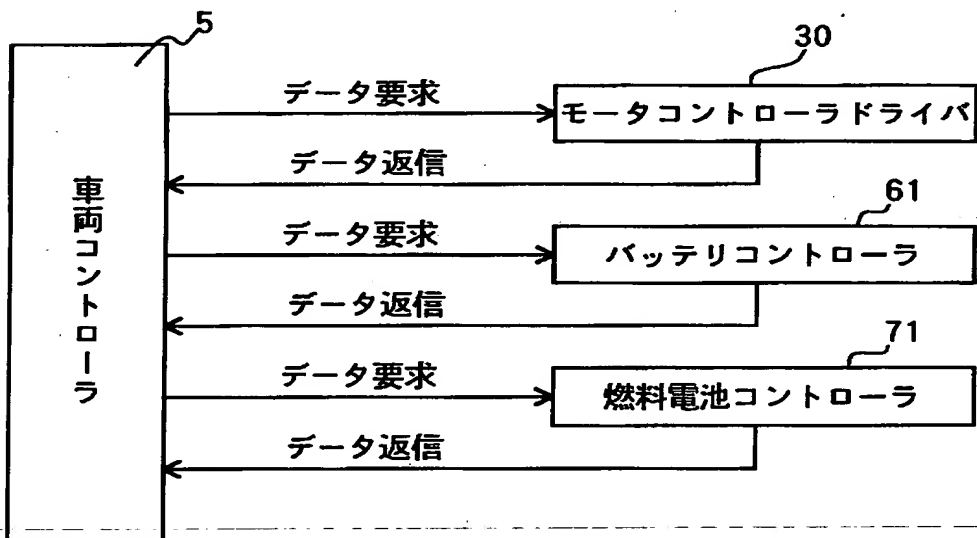 5
30
データ要求
モータコントローラドライバ
データ返信
車両コントローラ
61
データ要求
バッテリコントローラ
データ返信
71
データ要求
燃料電池コントローラ
データ返信